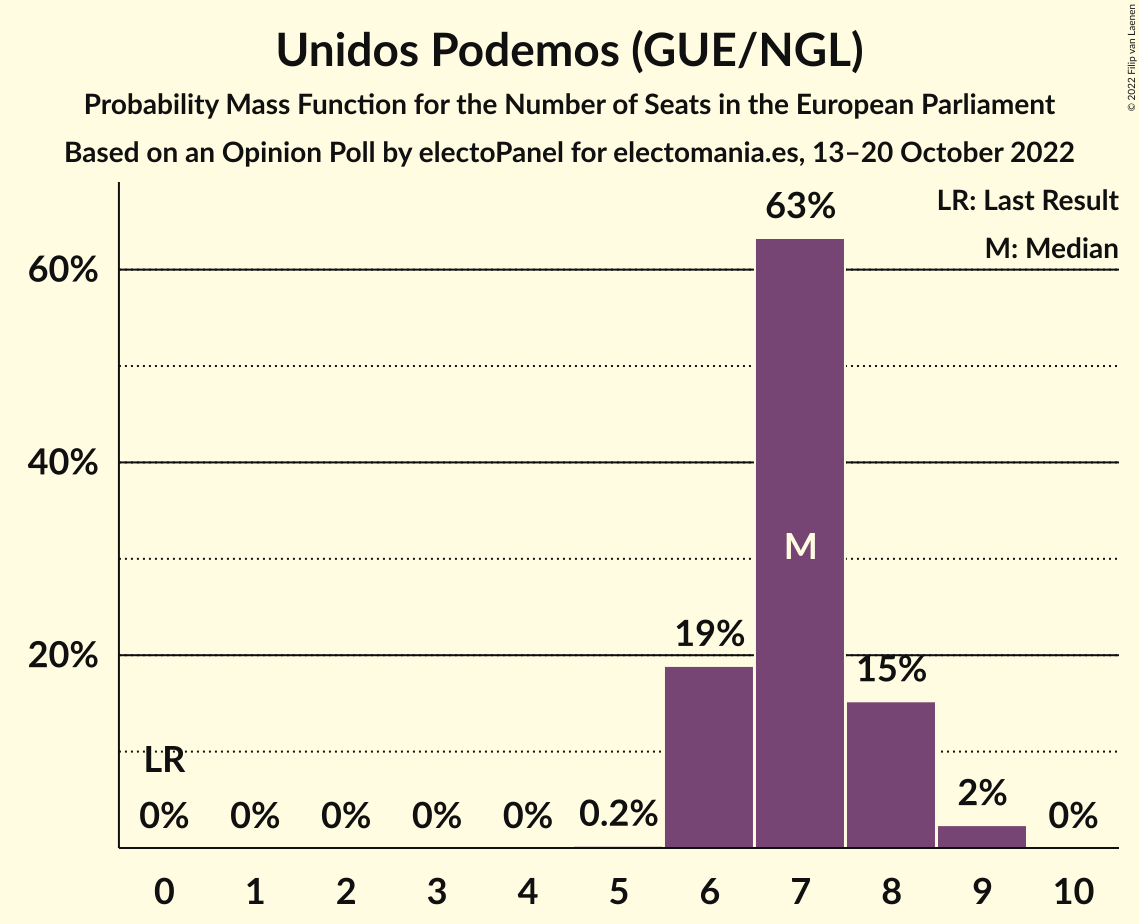 Unidos Podemos (GUE/NGL)
Probability Mass Function for the Number of Seats in the European Parliament
Based on an Opinion Poll by electoPanel for electomania.es, 13–20 October 2022
© 2022 Filip van Laenen
LR: Last Result
M: Median
63%
60%
40%
M
19%
20%
15%
LR
0%
0%
0%
0%
0%
0.2%
2%
0%
0 1 2 3 4 5 6 7 8 9 10